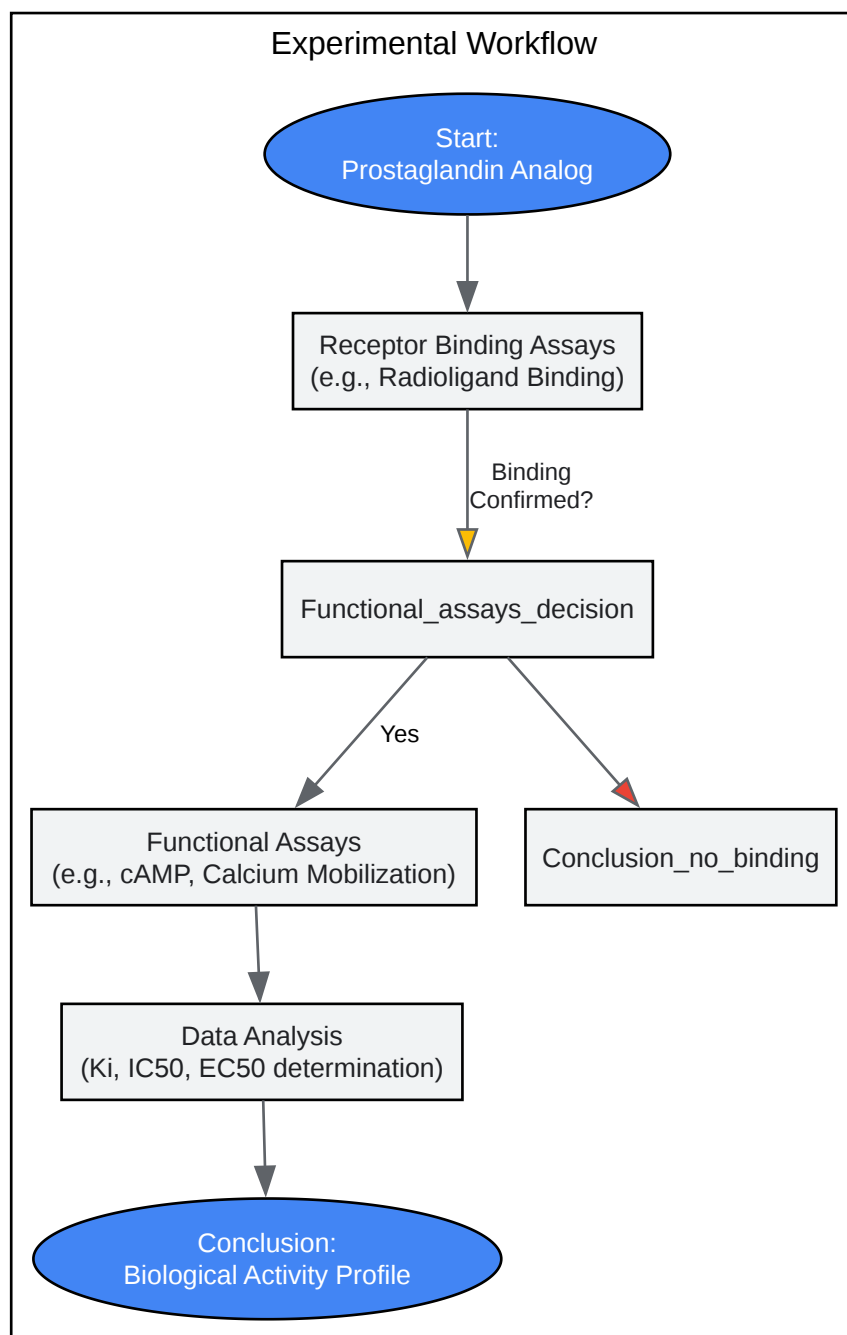 Experimental Workflow
Start:
Prostaglandin Analog
Receptor Binding Assays
(e.g., Radioligand Binding)
Binding
Confirmed?
Functional_assays_decision
Yes
Functional Assays
(e.g., cAMP, Calcium Mobilization)
Conclusion_no_binding
Data Analysis
(Ki, IC50, EC50 determination)
Conclusion:
Biological Activity Profile